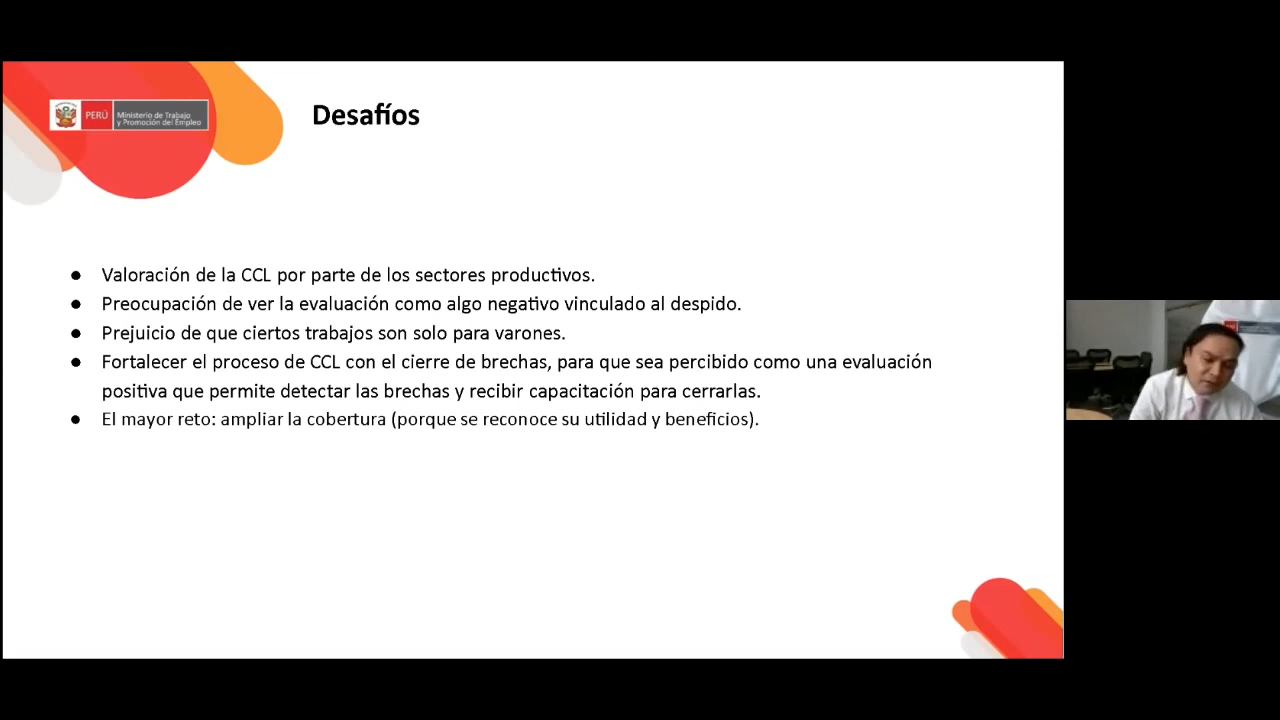 PERÚ
Ministerio de Trabajo
y Promoción del Empleo
Desafíos
● Valoración de la CCL por parte de los sectores productivos.
● Preocupación de ver la evaluación como algo negativo vinculado al despido.
● Prejuicio de que ciertos trabajos son solo para varones.
● Fortalecer el proceso de CCL con el cierre de brechas, para que sea percibido como una evaluación
positiva que permite detectar las brechas y recibir capacitación para cerrarlas.
● El mayor reto: ampliar la cobertura (porque se reconoce su utilidad y beneficios).